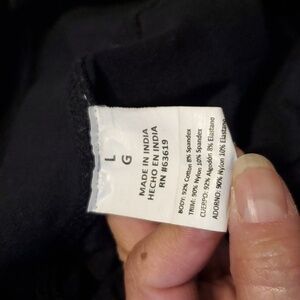 L
G
MADE IN INDIA
HECHO EN INDIA
RN #63619
BODY: 92% Cotton 8% Spandex
TRIM: 90% Nylon 10% Spandex
CUERPO: 92% Algodón 8% Elastano
ADORNO: 90% Nylon 10% Elastano